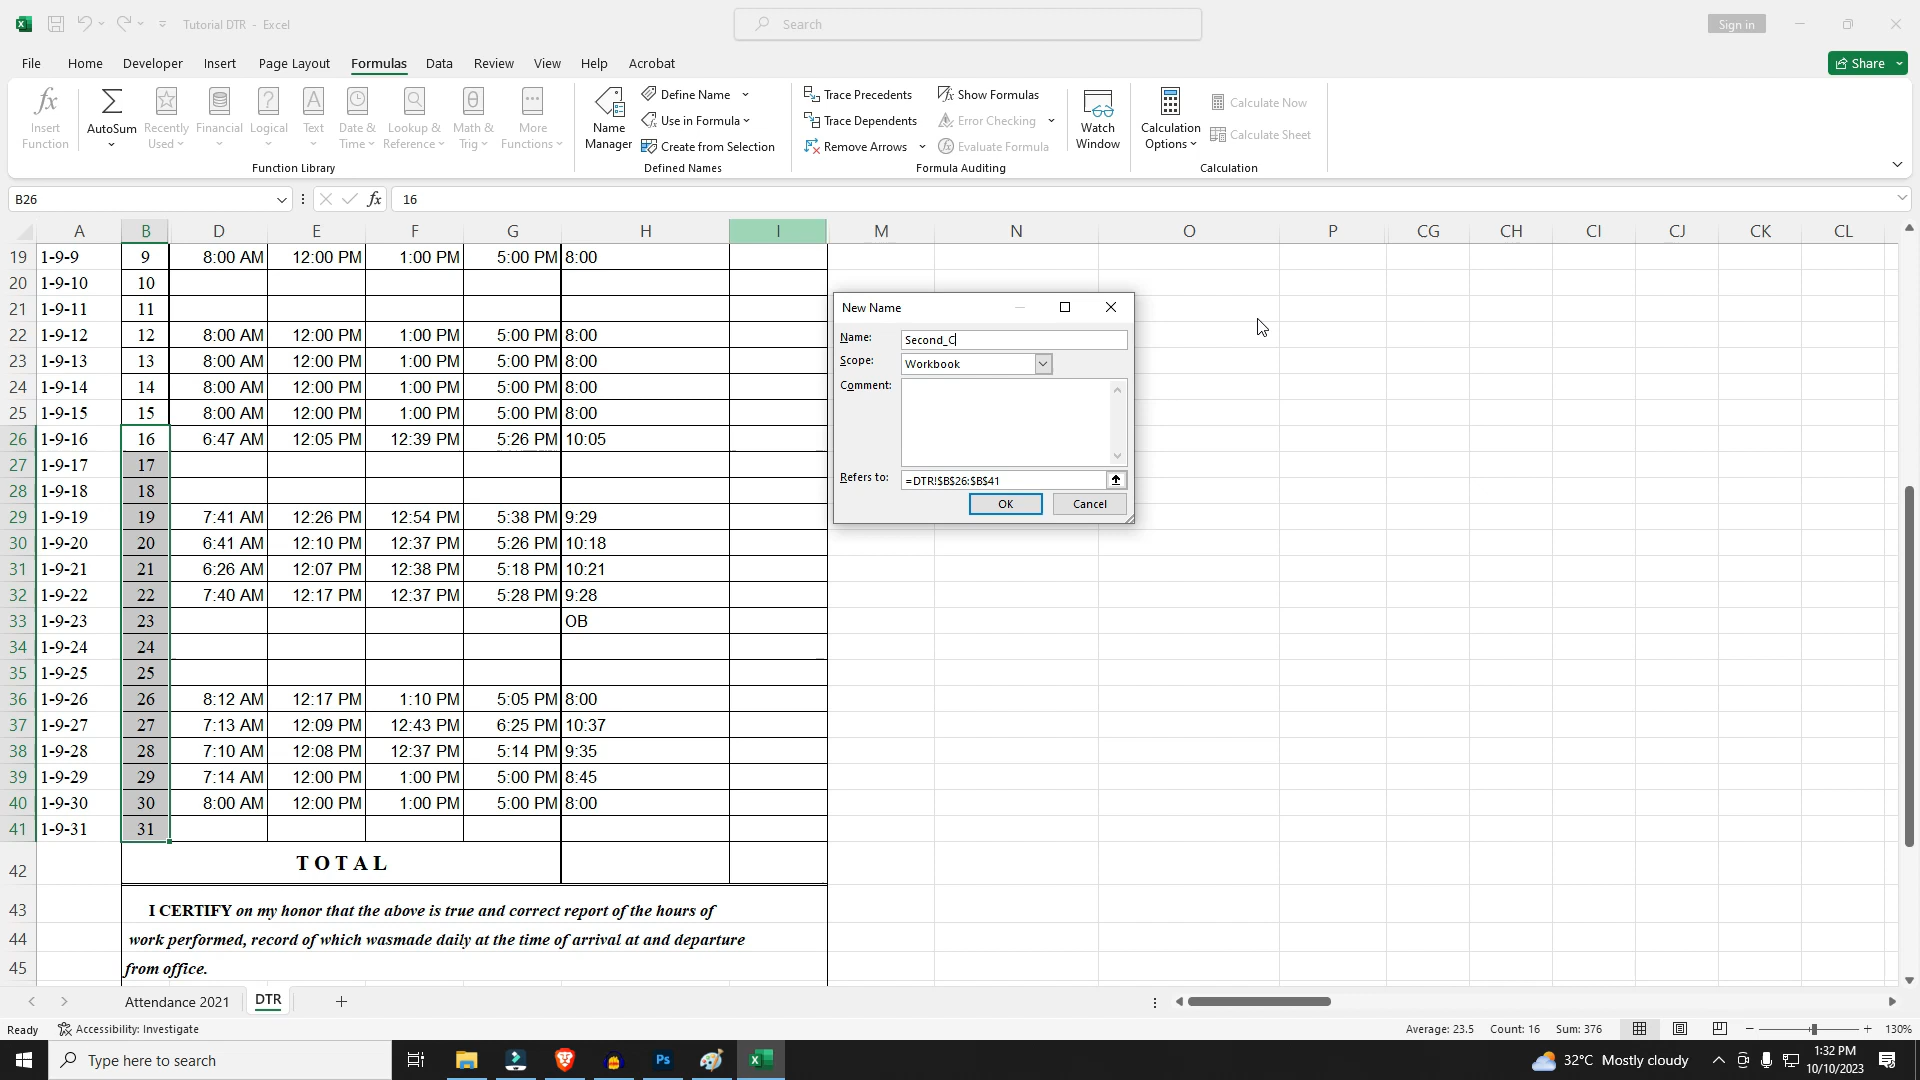 Tutorial DTR - Excel
Search
Sign in
File Home Developer Insert Page Layout Formulas Data Review View Help Acrobat
Share
Insert Function
AutoSum
Recently Used
Financial
Logical
Text
Date & Time
Lookup & Reference
Math & Trig
More Functions
Function Library
Name Manager
Define Name
Use in Formula
Create from Selection
Defined Names
Trace Precedents
Trace Dependents
Remove Arrows
Show Formulas
Error Checking
Evaluate Formula
Formula Auditing
Watch Window
Calculation Options
Calculate Now
Calculate Sheet
Calculation
B26 fx 16
A B D E F G H I M N O P CG CH CI CJ CK CL
19 1-9-9 9 8:00 AM 12:00 PM 1:00 PM 5:00 PM 8:00
20 1-9-10 10
21 1-9-11 11
22 1-9-12 12 8:00 AM 12:00 PM 1:00 PM 5:00 PM 8:00
23 1-9-13 13 8:00 AM 12:00 PM 1:00 PM 5:00 PM 8:00
24 1-9-14 14 8:00 AM 12:00 PM 1:00 PM 5:00 PM 8:00
25 1-9-15 15 8:00 AM 12:00 PM 1:00 PM 5:00 PM 8:00
26 1-9-16 16 6:47 AM 12:05 PM 12:39 PM 5:26 PM 10:05
27 1-9-17 17
28 1-9-18 18
29 1-9-19 19 7:41 AM 12:26 PM 12:54 PM 5:38 PM 9:29
30 1-9-20 20 6:41 AM 12:10 PM 12:37 PM 5:26 PM 10:18
31 1-9-21 21 6:26 AM 12:07 PM 12:38 PM 5:18 PM 10:21
32 1-9-22 22 7:40 AM 12:17 PM 12:37 PM 5:28 PM 9:28
33 1-9-23 23 OB
34 1-9-24 24
35 1-9-25 25
36 1-9-26 26 8:12 AM 12:17 PM 1:10 PM 5:05 PM 8:00
37 1-9-27 27 7:13 AM 12:09 PM 12:43 PM 6:25 PM 10:37
38 1-9-28 28 7:10 AM 12:08 PM 12:37 PM 5:14 PM 9:35
39 1-9-29 29 7:14 AM 12:00 PM 1:00 PM 5:00 PM 8:45
40 1-9-30 30 8:00 AM 12:00 PM 1:00 PM 5:00 PM 8:00
41 1-9-31 31
42 T O T A L
43 I CERTIFY on my honor that the above is true and correct report of the hours of
44 work performed, record of which wasmade daily at the time of arrival at and departure
45 from office.
New Name
Name: Second_C
Scope: Workbook
Comment:
Refers to: =DTR!$B$26:$B$41
OK Cancel
Attendance 2021 DTR
Ready Accessibility: Investigate Average: 23.5 Count: 16 Sum: 376 130%
Type here to search
Ps
32°C Mostly cloudy
1:32 PM
10/10/2023